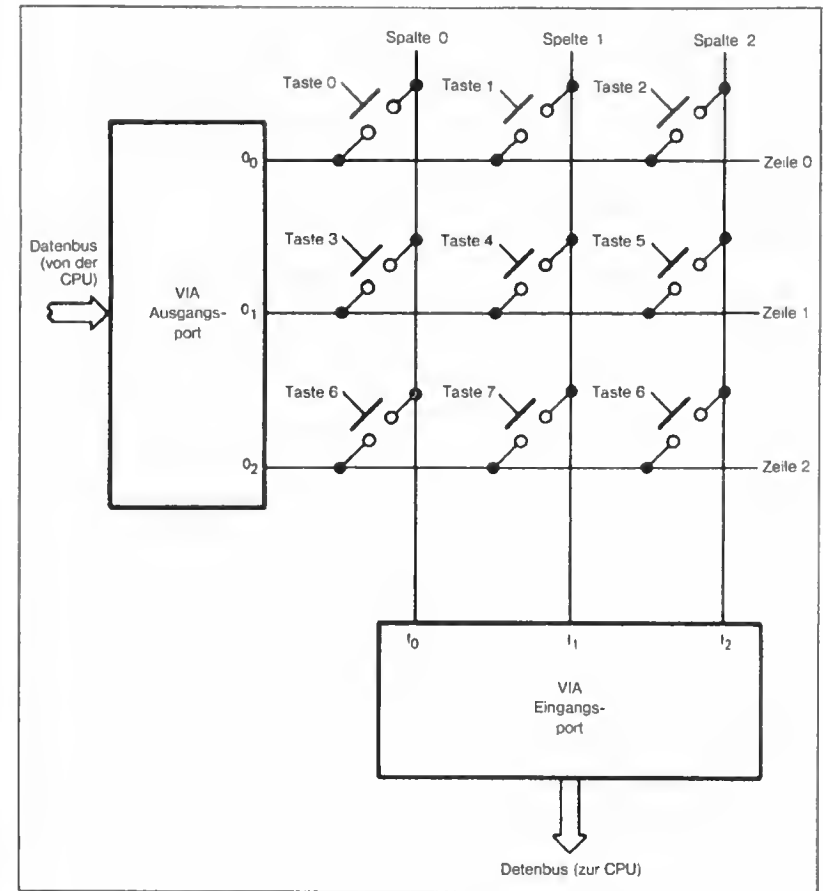 Spalte 0
Spelte 1
Spalte 2
Taste 0
Taste 1
Taste 2
0₀
Zeile 0
Datenbus
(von der
CPU)
Taste 3
Taste 4
Taste 5
VIA
Ausgangs-
port
0₁
Zeile 1
Taste 6
Taste 7
Taste 6
0₂
Zeile 2
I₀
I₁
I₂
VIA
Eingangs-
port
Detenbus (zur CPU)